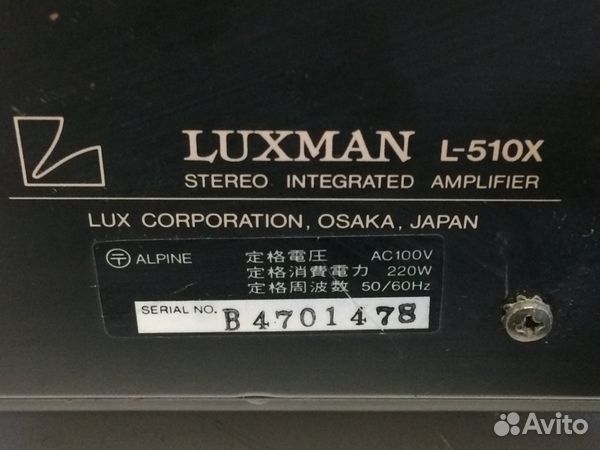 LUXMAN L-510X
STEREO INTEGRATED AMPLIFIER
LUX CORPORATION, OSAKA, JAPAN
〒 ALPINE 定格電圧 AC100V
定格消費電力 220W
定格周波数 50/60Hz
SERIAL NO. B4701478
Avito